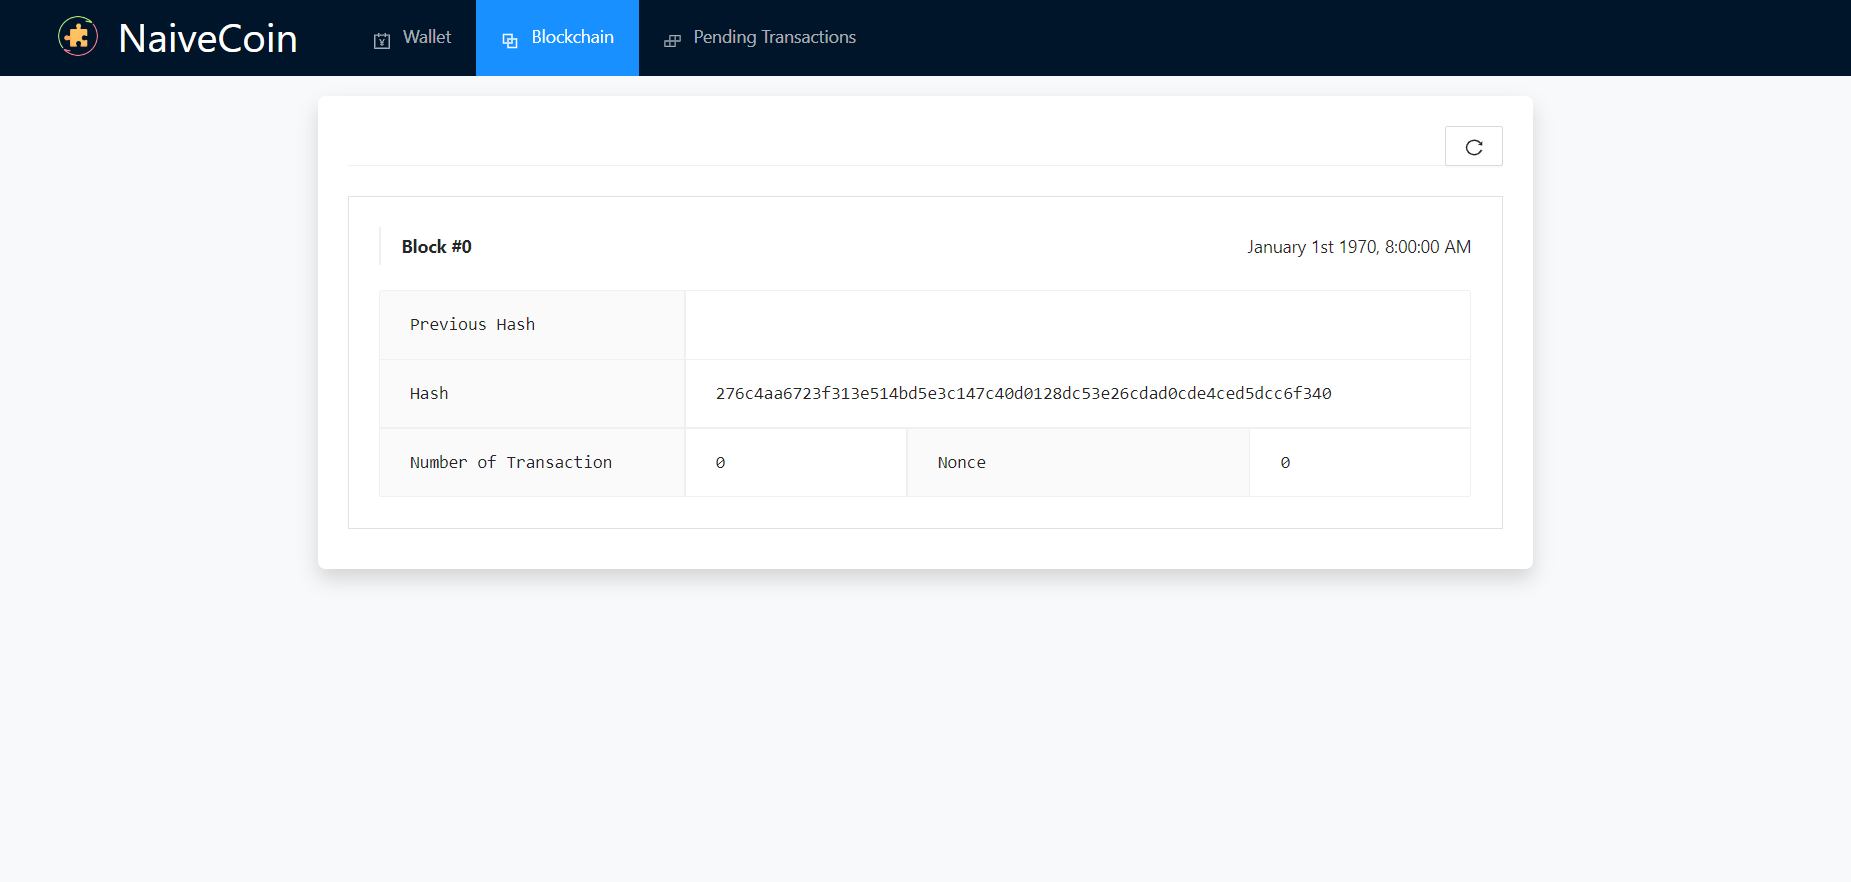 NaiveCoin
Wallet
Blockchain
Pending Transactions
Block #0
January 1st 1970, 8:00:00 AM
Previous Hash
Hash
276c4aa6723f313e514bd5e3c147c40d0128dc53e26cdad0cde4ced5dcc6f340
Number of Transaction
0
Nonce
0